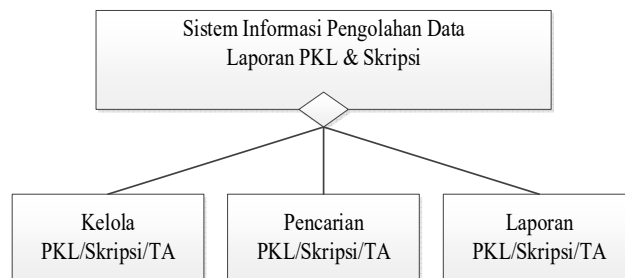 Sistem Informasi Pengolahan Data
Laporan PKL & Skripsi
Kelola
PKL/Skripsi/TA
Pencarian
PKL/Skripsi/TA
Laporan
PKL/Skripsi/TA